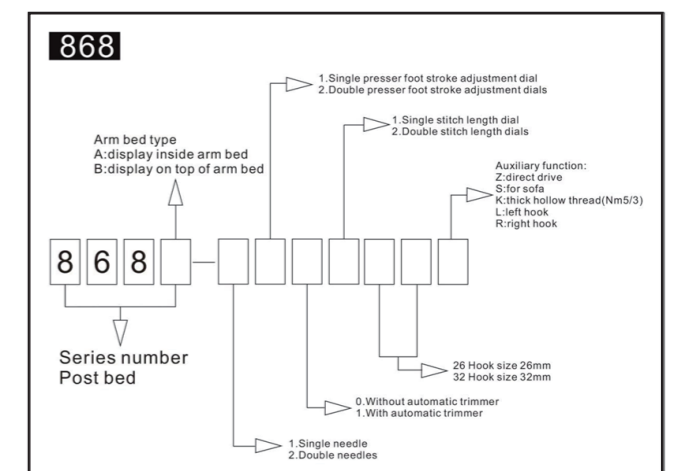 868
1.Single presser foot stroke adjustment dial
2.Double presser foot stroke adjustment dials
1.Single stitch length dial
2.Double stitch length dials
Arm bed type
A:display inside arm bed
B:display on top of arm bed
Auxiliary function:
Z:direct drive
S:for sofa
K:thick hollow thread(Nm5/3)
L:left hook
R:right hook
8 6 8
Series number
Post bed
26 Hook size 26mm
32 Hook size 32mm
0.Without automatic trimmer
1.With automatic trimmer
1.Single needle
2.Double needles